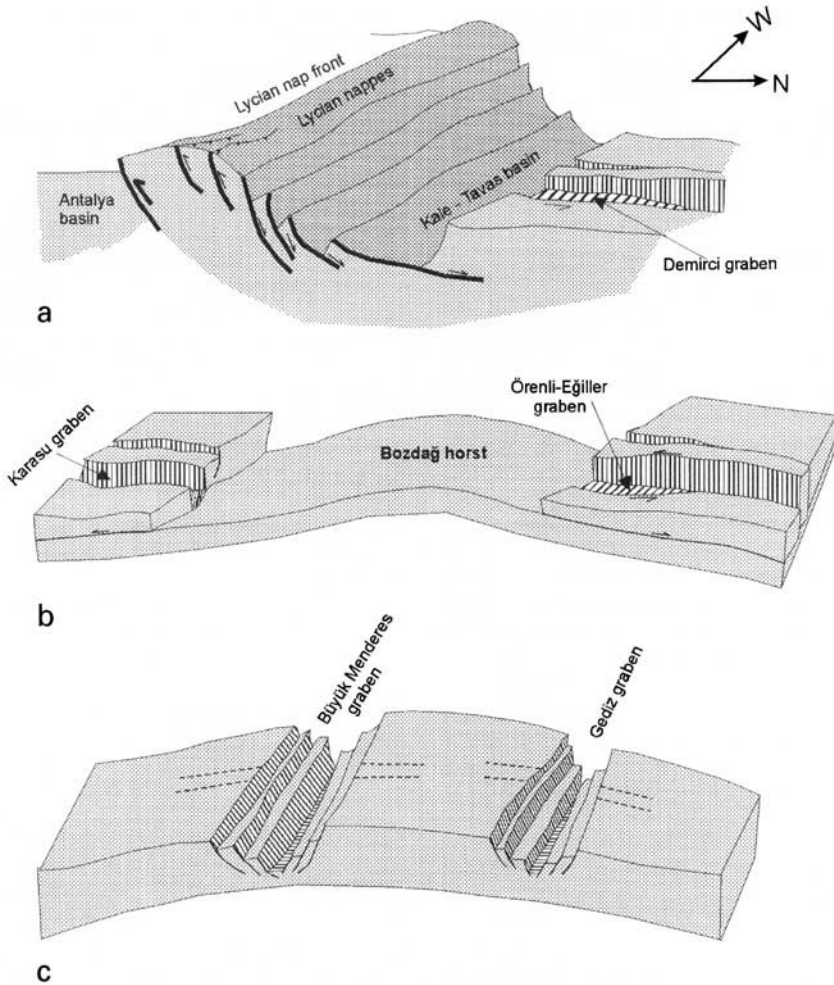 W
N
Lycian nap front
Lycian nappes
Kale - Tavas basin
Antalya
basin
Demirci graben
a
Karasu graben
Bozdağ horst
Örenli-Eğiller
graben
b
Büyük Menderes
graben
Gediz graben
c